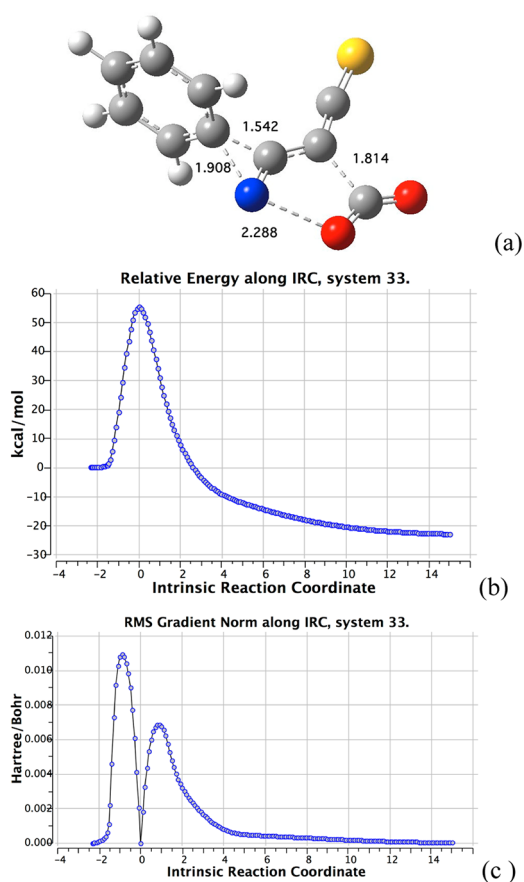 1.542
1.908
1.814
2.288
(a)
Relative Energy along IRC, system 33.
60
50
40
30
20
10
0
-10
-20
-30
kcal/mol
-4 -2 0 2 4 6 8 10 12 14
Intrinsic Reaction Coordinate
(b)
RMS Gradient Norm along IRC, system 33.
0.012
0.010
0.008
0.006
0.004
0.002
0.000
Hartree/Bohr
-4 -2 0 2 4 6 8 10 12 14
Intrinsic Reaction Coordinate
(c )